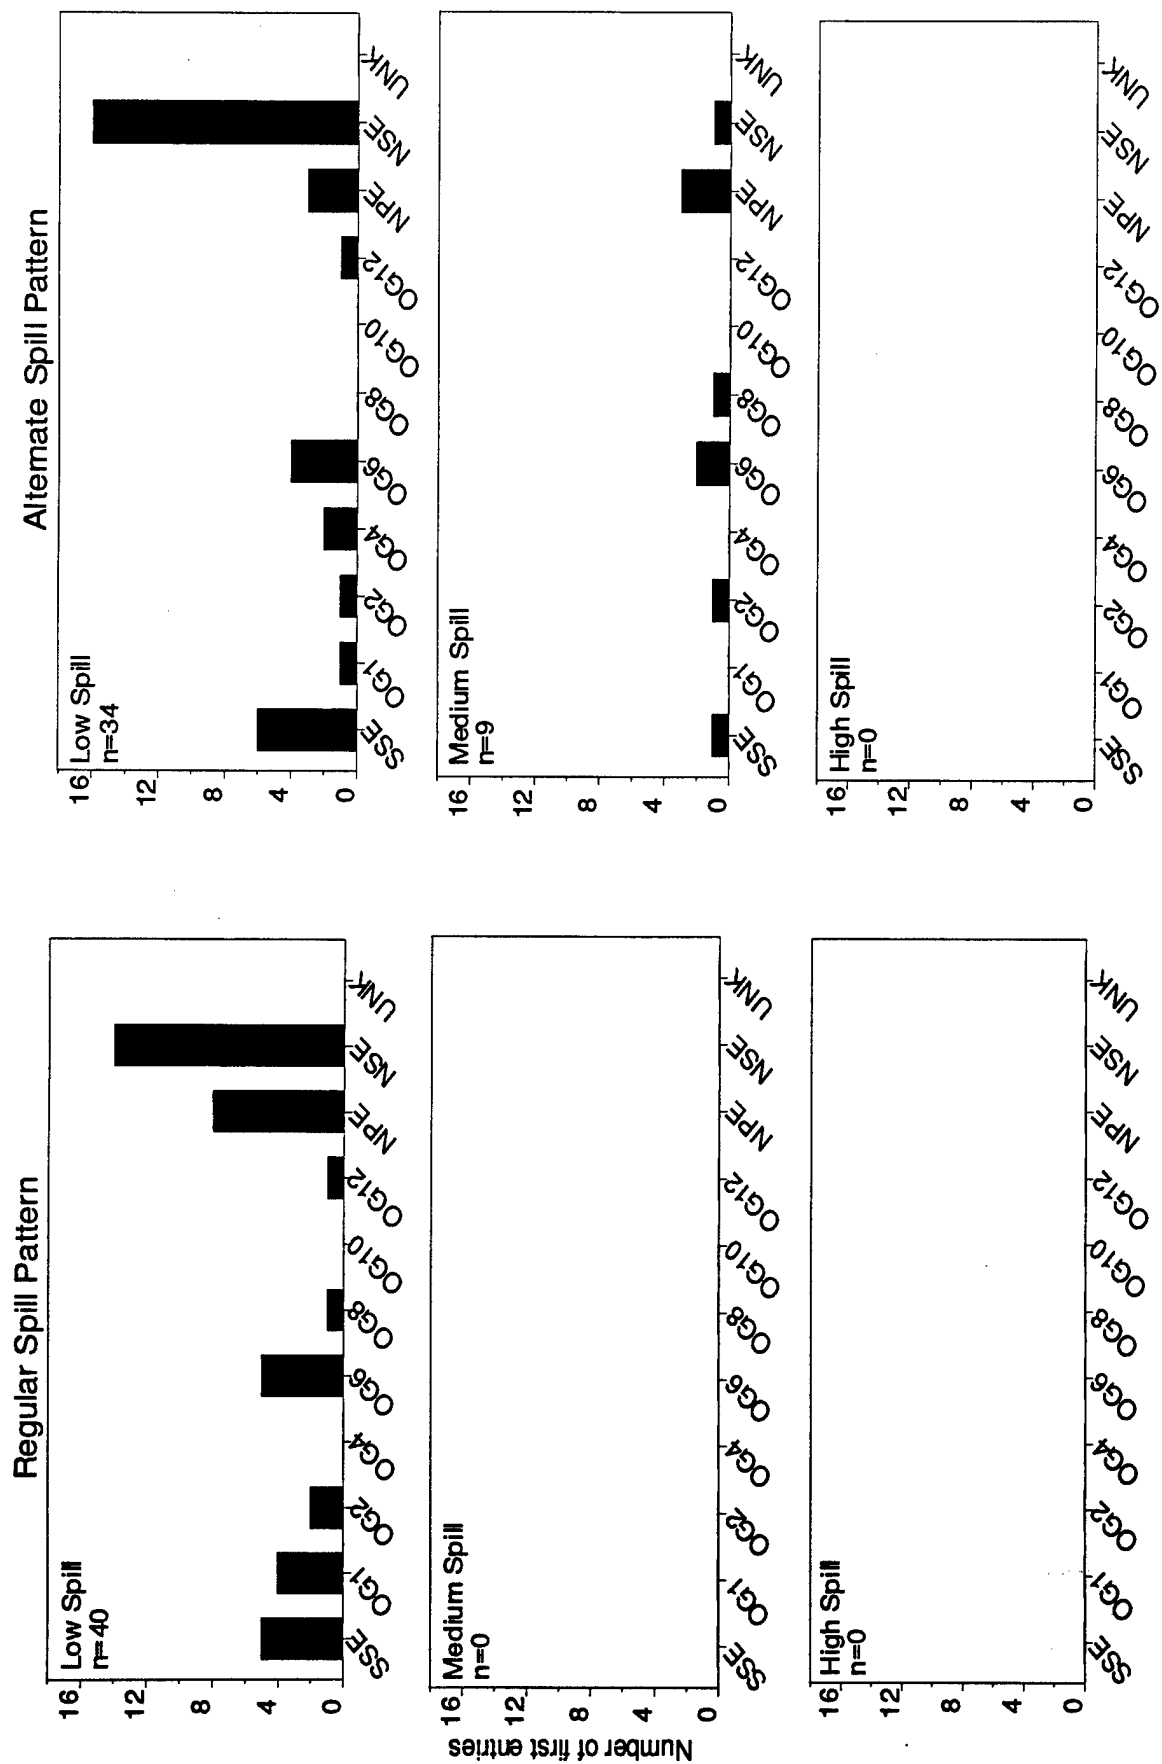 Regular Spill Pattern
Alternate Spill Pattern
Number of first entries
Low Spill
n=40
16
12
8
4
0
SSE OG1 OG2 OG4 OG6 OG8 OG10 OG12 NPE NSE UNK
Low Spill
n=34
16
12
8
4
0
SSE OG1 OG2 OG4 OG6 OG8 OG10 OG12 NPE NSE UNK
Medium Spill
n=0
16
12
8
4
0
SSE OG1 OG2 OG4 OG6 OG8 OG10 OG12 NPE NSE UNK
Medium Spill
n=9
16
12
8
4
0
SSE OG1 OG2 OG4 OG6 OG8 OG10 OG12 NPE NSE UNK
High Spill
n=0
16
12
8
4
0
SSE OG1 OG2 OG4 OG6 OG8 OG10 OG12 NPE NSE UNK
High Spill
n=0
16
12
8
4
0
SSE OG1 OG2 OG4 OG6 OG8 OG10 OG12 NPE NSE UNK